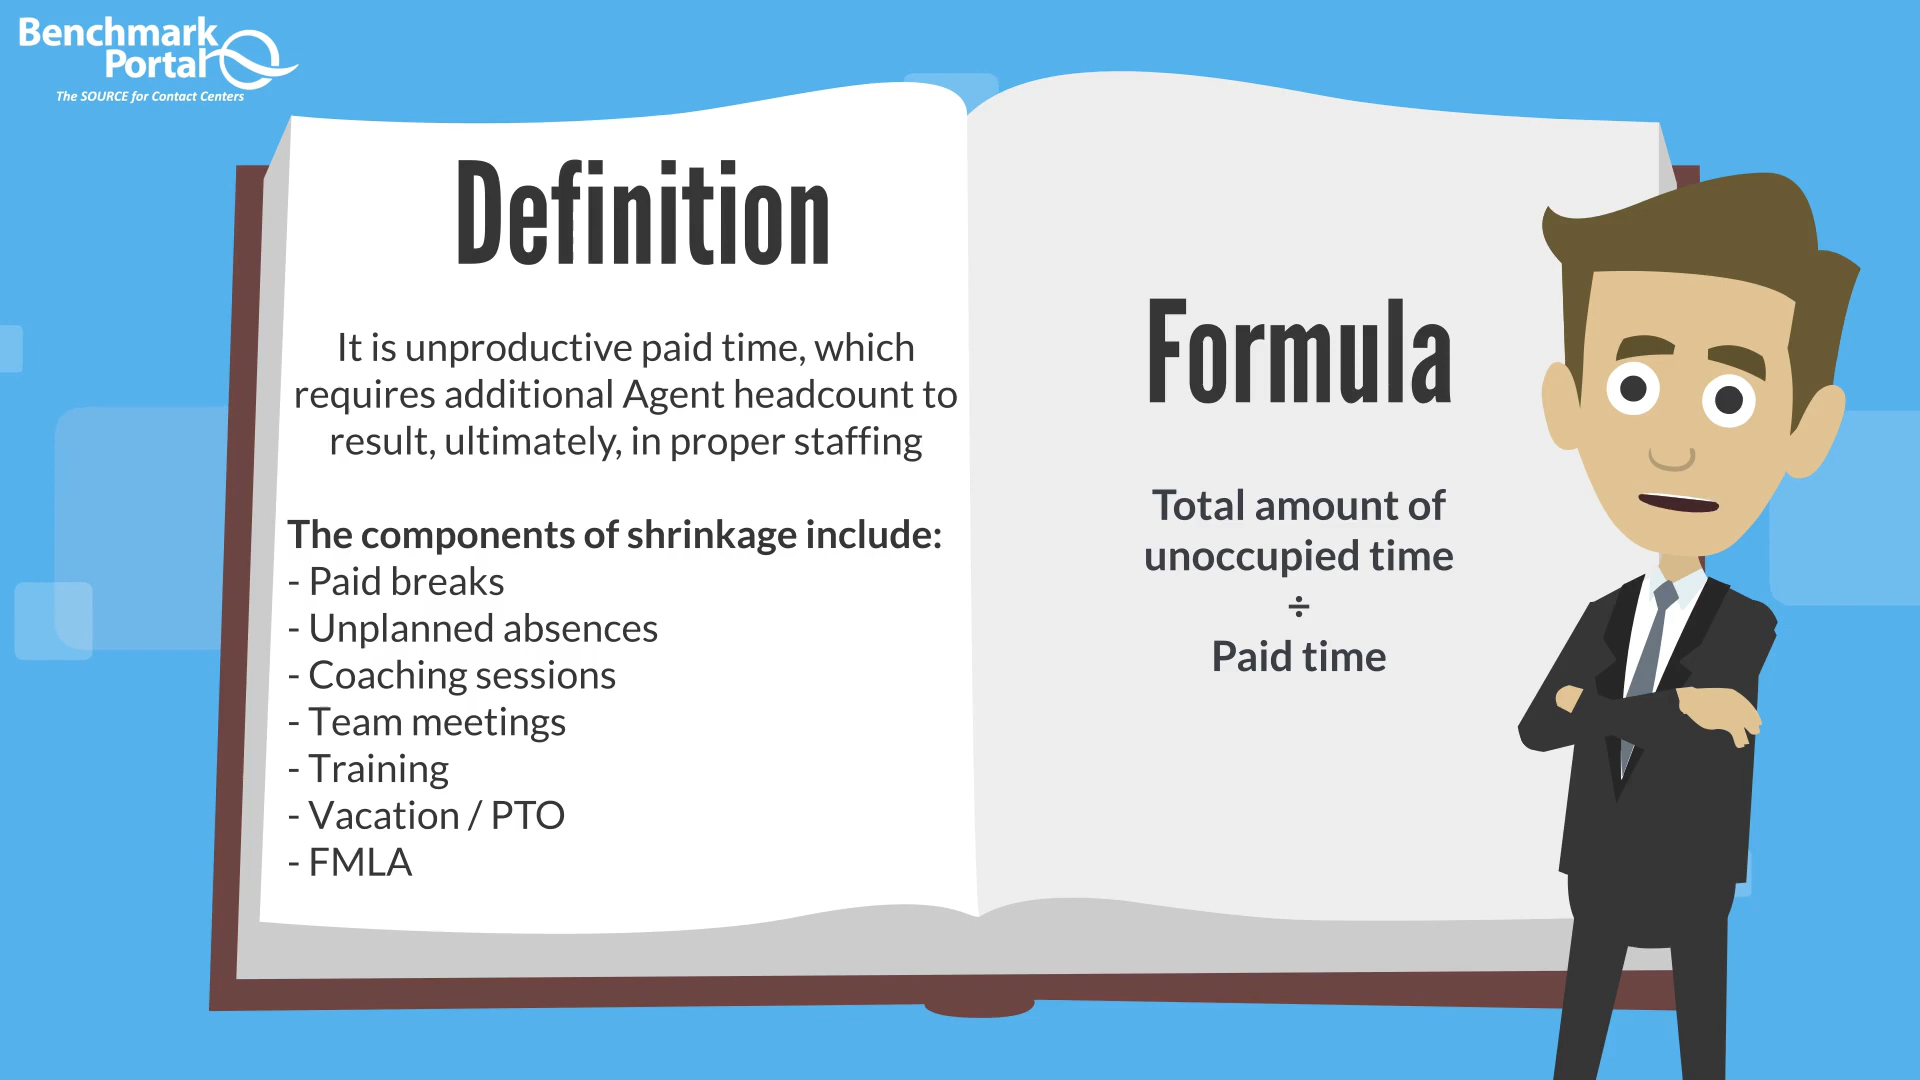 Benchmark
Portal
The SOURCE for Contact Centers
Definition
It is unproductive paid time, which
requires additional Agent headcount to
result, ultimately, in proper staffing
The components of shrinkage include:
- Paid breaks
- Unplanned absences
- Coaching sessions
- Team meetings
- Training
- Vacation / PTO
- FMLA
Formula
Total amount of
unoccupied time
÷
Paid time